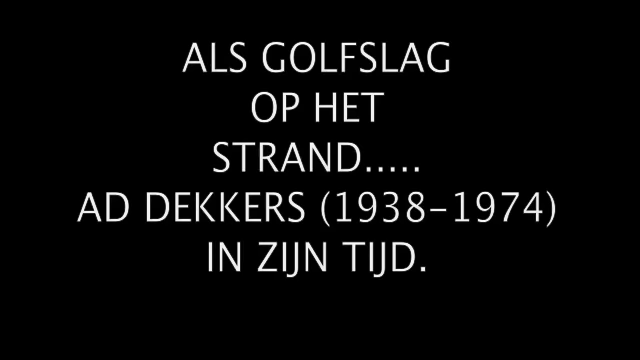 ALS GOLFSLAG
OP HET
STRAND.....
AD DEKKERS (1938-1974)
IN ZIJN TIJD.